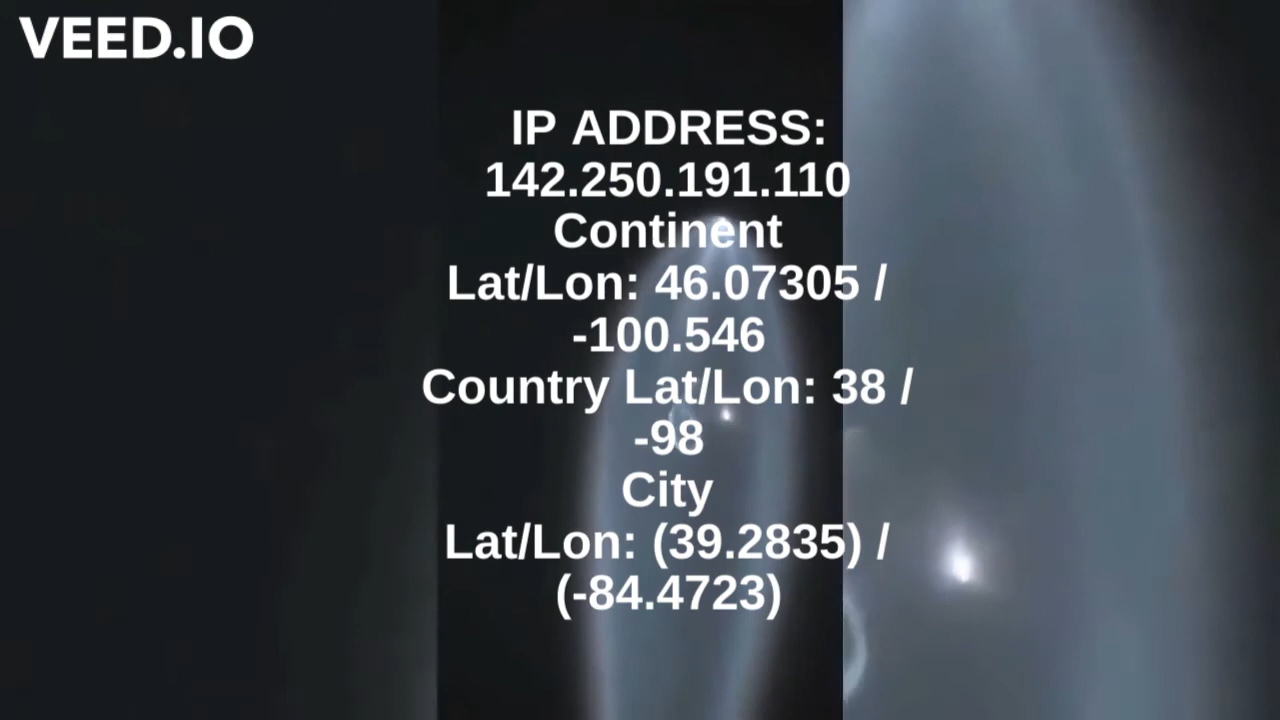 VEED.IO
IP ADDRESS:
142.250.191.110
Continent
Lat/Lon: 46.07305 /
-100.546
Country Lat/Lon: 38 /
-98
City
Lat/Lon: (39.2835) /
(-84.4723)